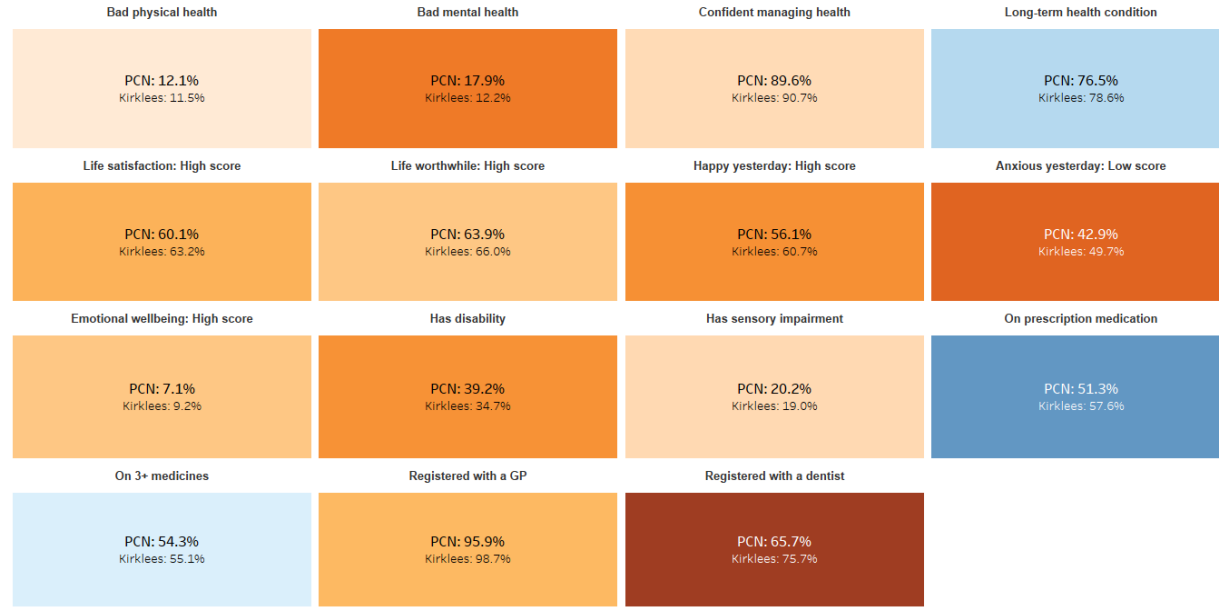 Bad physical health
Bad mental health
Confident managing health
Long-term health condition
PCN: 12.1%
Kirklees: 11.5%
PCN: 17.9%
Kirklees: 12.2%
PCN: 89.6%
Kirklees: 90.7%
PCN: 76.5%
Kirklees: 78.6%
Life satisfaction: High score
Life worthwhile: High score
Happy yesterday: High score
Anxious yesterday: Low score
PCN: 60.1%
Kirklees: 63.2%
PCN: 63.9%
Kirklees: 66.0%
PCN: 56.1%
Kirklees: 60.7%
PCN: 42.9%
Kirklees: 49.7%
Emotional wellbeing: High score
Has disability
Has sensory impairment
On prescription medication
PCN: 7.1%
Kirklees: 9.2%
PCN: 39.2%
Kirklees: 34.7%
PCN: 20.2%
Kirklees: 19.0%
PCN: 51.3%
Kirklees: 57.6%
On 3+ medicines
Registered with a GP
Registered with a dentist
PCN: 54.3%
Kirklees: 55.1%
PCN: 95.9%
Kirklees: 98.7%
PCN: 65.7%
Kirklees: 75.7%